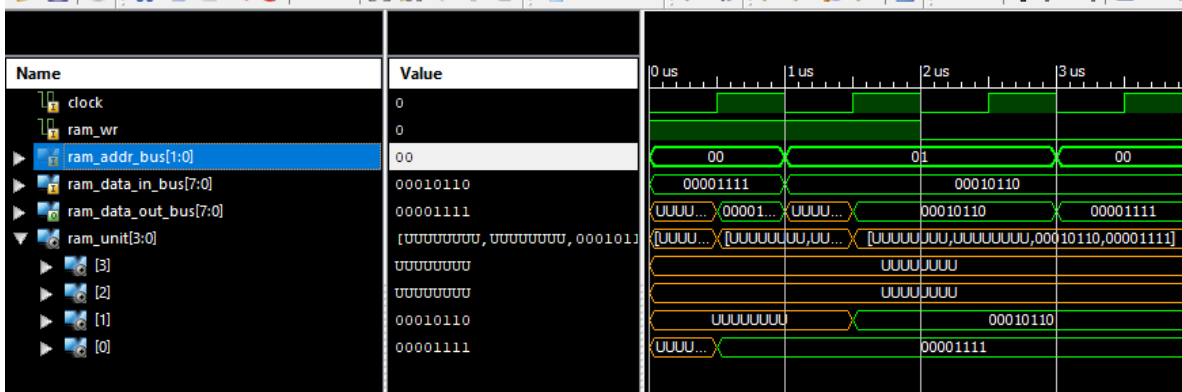 Name Value 0 us 1 us 2 us 3 us
clock 0
ram_wr 0
ram_addr_bus[1:0] 00 00 01 00
ram_data_in_bus[7:0] 00010110 00001111 00010110
ram_data_out_bus[7:0] 00001111 UUUU... 00001... UUUU... 00010110 00001111
ram_unit[3:0] [UUUUUUUU,UUUUUUUU,0001011 [UUUU... [UUUUUUUU,UU... [UUUUUUUU,UUUUUUUU,00010110,00001111]
[3] UUUUUUUU UUUUUUUU
[2] UUUUUUUU UUUUUUUU
[1] 00010110 UUUUUUUU 00010110
[0] 00001111 UUUU... 00001111